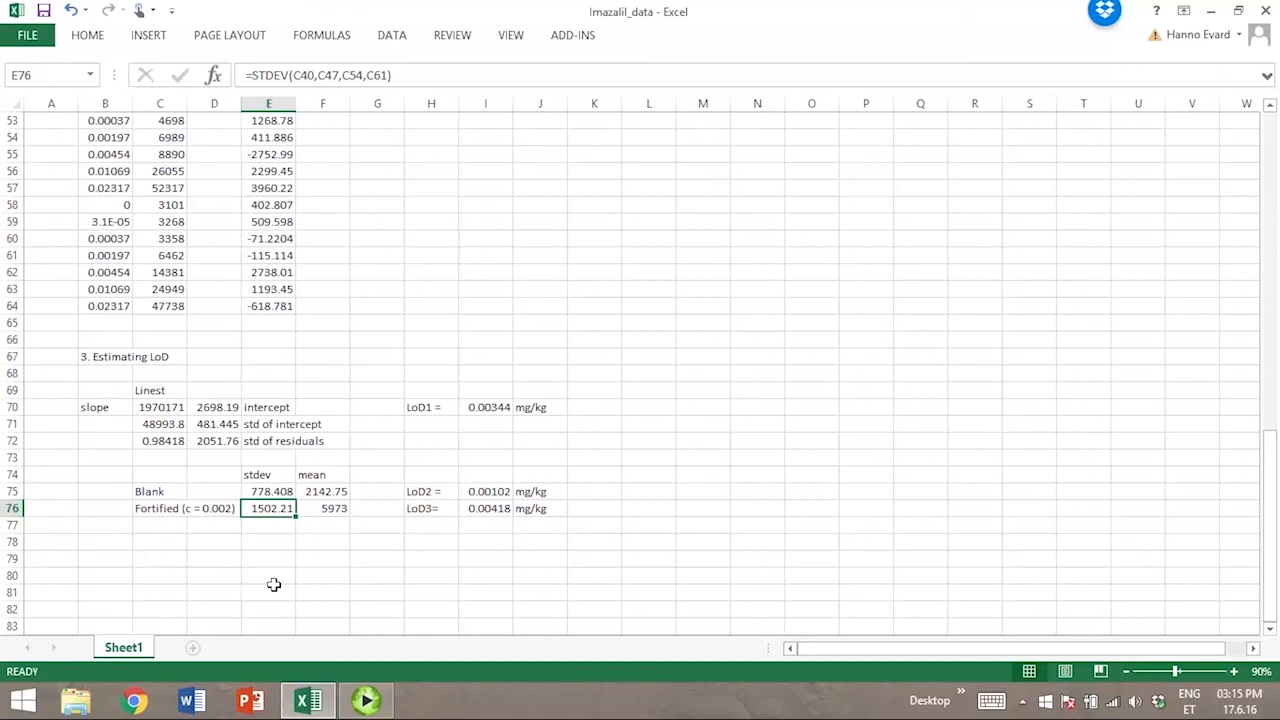 Imazalil_data - Excel
?
FILE HOME INSERT PAGE LAYOUT FORMULAS DATA REVIEW VIEW ADD-INS Hanno Evard
E76 fx =STDEV(C40,C47,C54,C61)
A B C D E F G H I J K L M N O P Q R S T U V W
53 0.00037 4698 1268.78
54 0.00197 6989 411.886
55 0.00454 8890 -2752.99
56 0.01069 26055 2299.45
57 0.02317 52317 3960.22
58 0 3101 402.807
59 3.1E-05 3268 509.598
60 0.00037 3358 -71.2204
61 0.00197 6462 -115.114
62 0.00454 14381 2738.01
63 0.01069 24949 1193.45
64 0.02317 47738 -618.781
65
66
67 3. Estimating LoD
68
69 Linest
70 slope 1970171 2698.19 intercept LoD1 = 0.00344 mg/kg
71 48993.8 481.445 std of intercept
72 0.98418 2051.76 std of residuals
73
74 stdev mean
75 Blank 778.408 2142.75 LoD2 = 0.00102 mg/kg
76 Fortified (c = 0.002) 1502.21 5973 LoD3= 0.00418 mg/kg
77
78
79
80
81
82
83
Sheet1
READY 90%
Desktop ENG 03:15 PM
ET 17.6.16